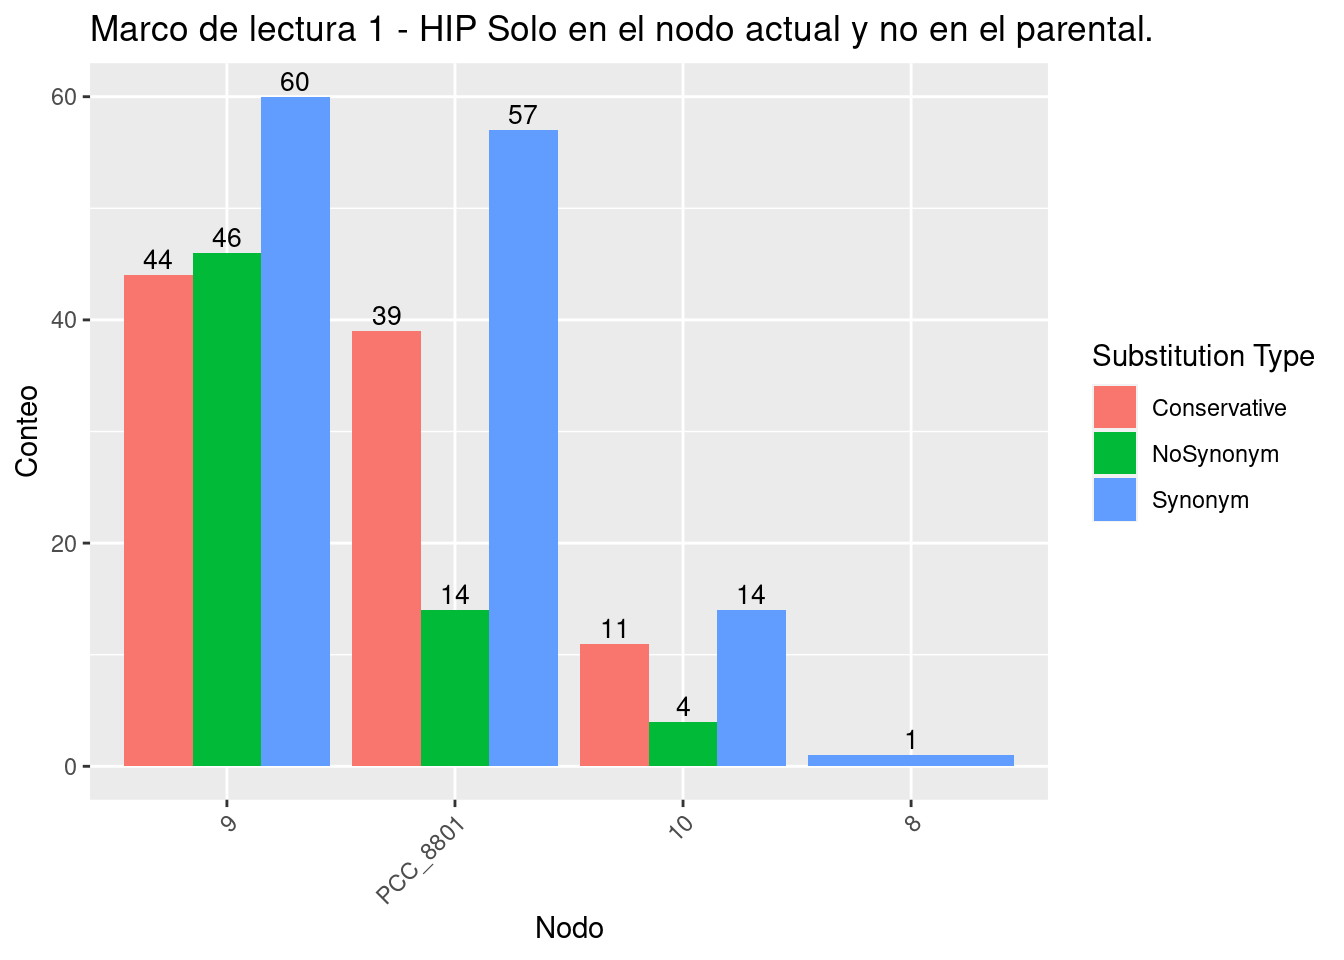 Marco de lectura 1 - HIP Solo en el nodo actual y no en el parental.
60
60
57
46
44
40
39
Conteo
20
14
14
11
4
1
0
9
PCC_8801
10
8
Nodo
Substitution Type
Conservative
NoSynonym
Synonym